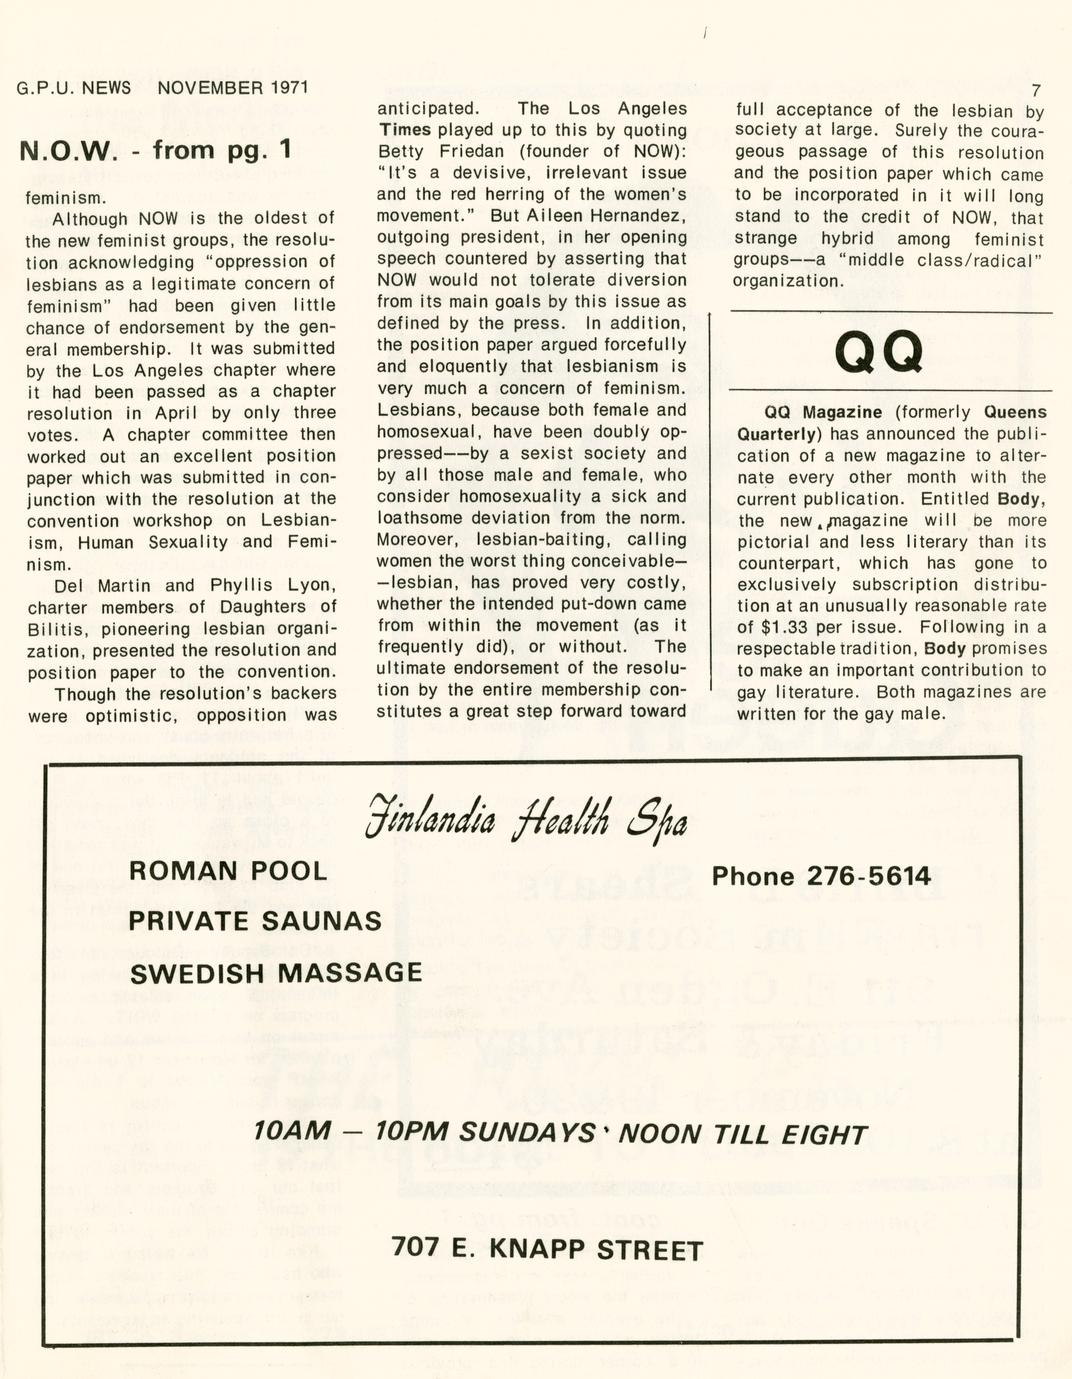 G.P.U. NEWS NOVEMBER 1971
7
N.O.W. - from pg. 1
feminism.
Although NOW is the oldest of
the new feminist groups, the resolu-
tion acknowledging “oppression of
lesbians as a legitimate concern of
feminism” had been given little
chance of endorsement by the gen-
eral membership. It was submitted
by the Los Angeles chapter where
it had been passed as a chapter
resolution in April by only three
votes. A chapter committee then
worked out an excellent position
paper which was submitted in con-
junction with the resolution at the
convention workshop on Lesbian-
ism, Human Sexuality and Femi-
nism.
Del Martin and Phyllis Lyon,
charter members of Daughters of
Bilitis, pioneering lesbian organi-
zation, presented the resolution and
position paper to the convention.
Though the resolution's backers
were optimistic, opposition was
anticipated. The Los Angeles
Times played up to this by quoting
Betty Friedan (founder of NOW):
“It's a devisive, irrelevant issue
and the red herring of the women's
movement.” But Aileen Hernandez,
outgoing president, in her opening
speech countered by asserting that
NOW would not tolerate diversion
from its main goals by this issue as
defined by the press. In addition,
the position paper argued forcefully
and eloquently that lesbianism is
very much a concern of feminism.
Lesbians, because both female and
homosexual, have been doubly op-
pressed--by a sexist society and
by all those male and female, who
consider homosexuality a sick and
loathsome deviation from the norm.
Moreover, lesbian-baiting, calling
women the worst thing conceivable-
-lesbian, has proved very costly,
whether the intended put-down came
from within the movement (as it
frequently did), or without. The
ultimate endorsement of the resolu-
tion by the entire membership con-
stitutes a great step forward toward
full acceptance of the lesbian by
society at large. Surely the coura-
geous passage of this resolution
and the position paper which came
to be incorporated in it will long
stand to the credit of NOW, that
strange hybrid among feminist
groups--a “middle class/radical”
organization.
QQ
QQ Magazine (formerly Queens
Quarterly) has announced the publi-
cation of a new magazine to alter-
nate every other month with the
current publication. Entitled Body,
the new magazine will be more
pictorial and less literary than its
counterpart, which has gone to
exclusively subscription distribu-
tion at an unusually reasonable rate
of $1.33 per issue. Following in a
respectable tradition, Body promises
to make an important contribution to
gay literature. Both magazines are
written for the gay male.
Finlandia Health Spa
ROMAN POOL
Phone 276-5614
PRIVATE SAUNAS
SWEDISH MASSAGE
10AM — 10PM SUNDAYS' NOON TILL EIGHT
707 E. KNAPP STREET